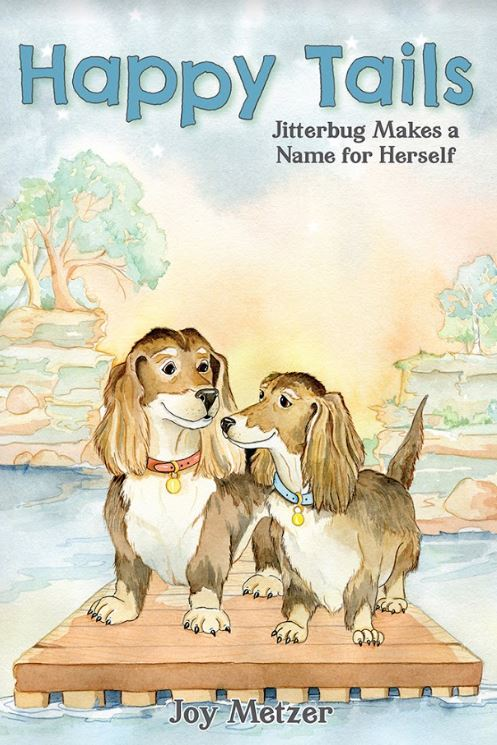 Happy Tails
Jitterbug Makes a
Name for Herself
Joy Metzer